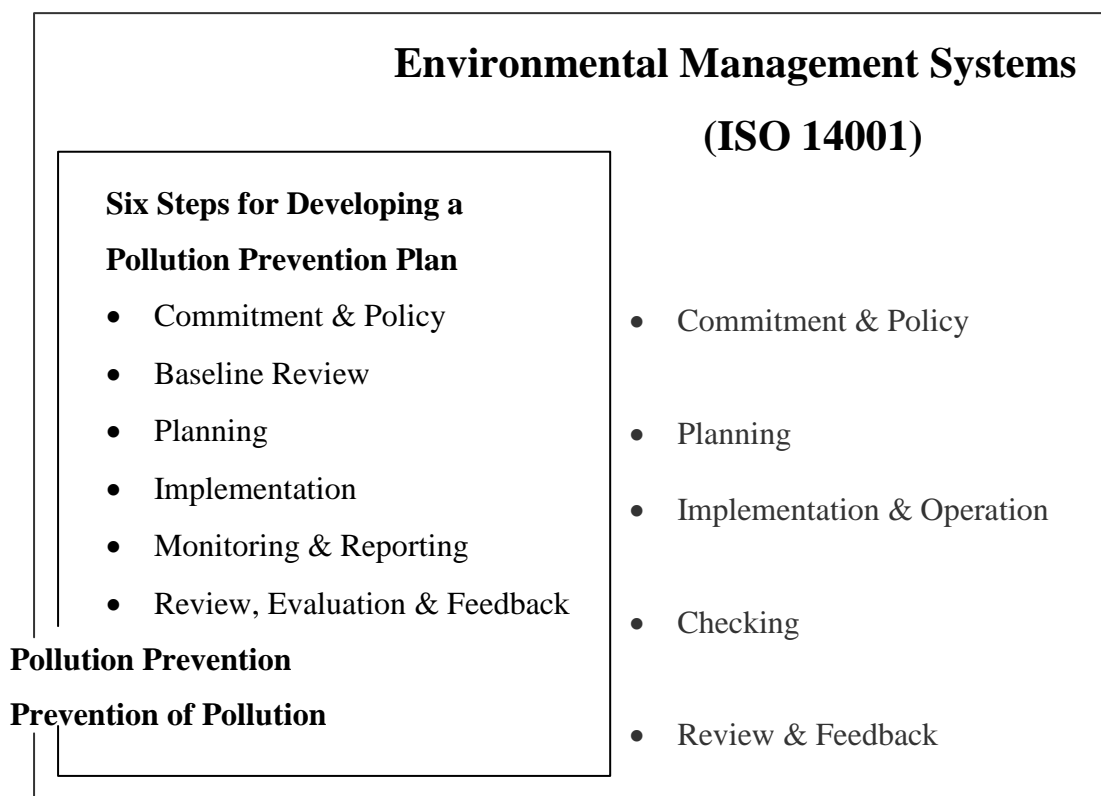 Environmental Management Systems
(ISO 14001)
Six Steps for Developing a
Pollution Prevention Plan
• Commitment & Policy
• Baseline Review
• Planning
• Implementation
• Monitoring & Reporting
• Review, Evaluation & Feedback
Pollution Prevention
Prevention of Pollution
• Commitment & Policy
• Planning
• Implementation & Operation
• Checking
• Review & Feedback